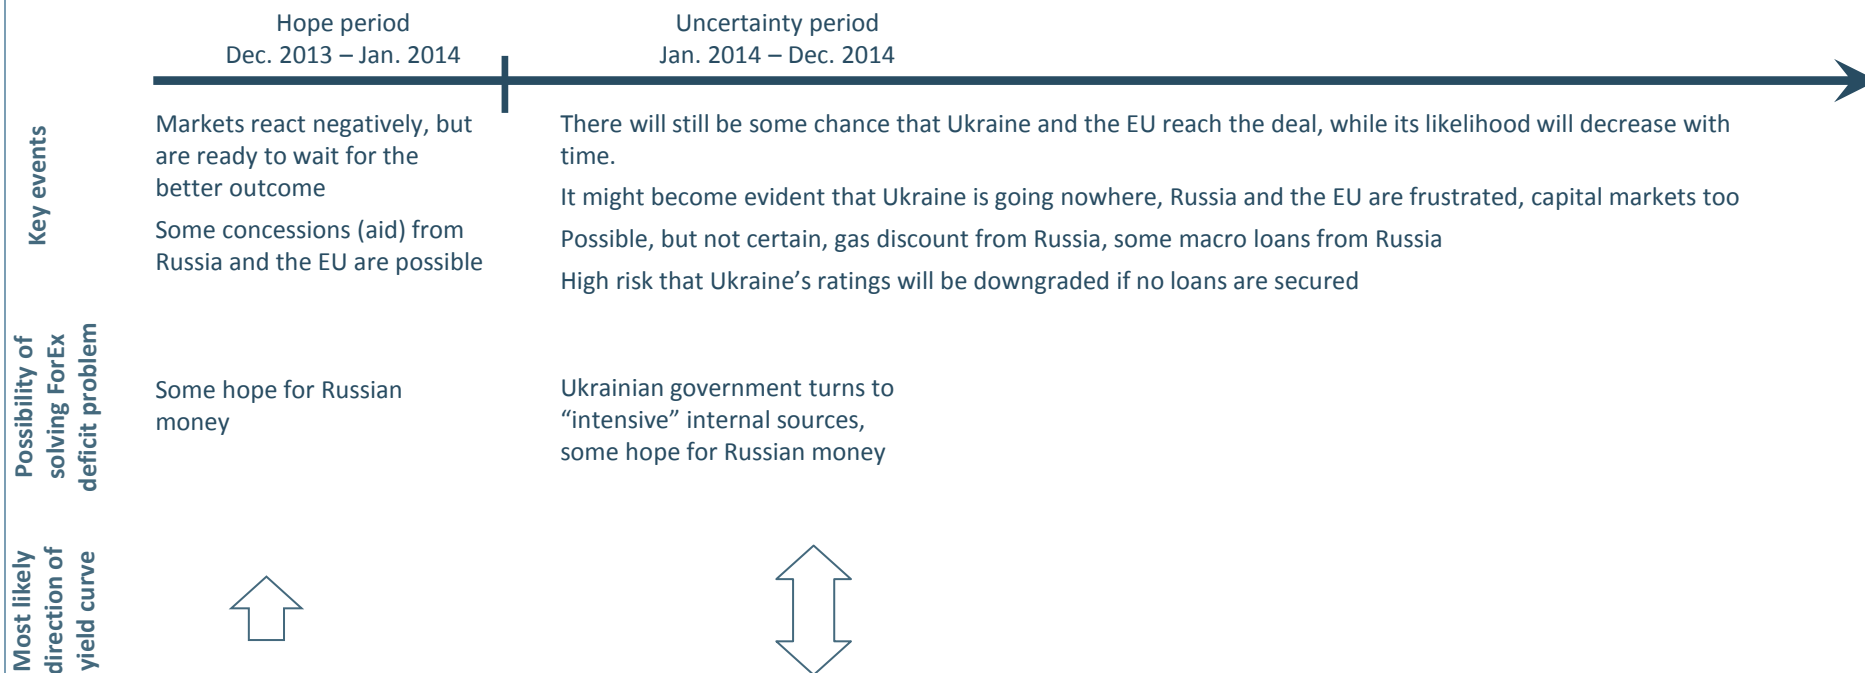 Hope period
Dec. 2013 – Jan. 2014
Uncertainty period
Jan. 2014 – Dec. 2014
Key events
Markets react negatively, but
are ready to wait for the
better outcome
Some concessions (aid) from
Russia and the EU are possible
There will still be some chance that Ukraine and the EU reach the deal, while its likelihood will decrease with
time.
It might become evident that Ukraine is going nowhere, Russia and the EU are frustrated, capital markets too
Possible, but not certain, gas discount from Russia, some macro loans from Russia
High risk that Ukraine’s ratings will be downgraded if no loans are secured
Possibility of
solving ForEx
deficit problem
Some hope for Russian
money
Ukrainian government turns to
“intensive” internal sources,
some hope for Russian money
Most likely
direction of
yield curve